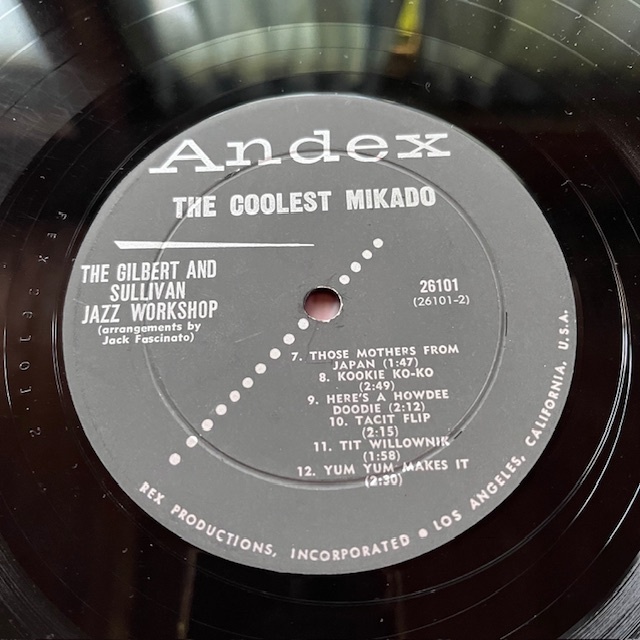 Andex
THE COOLEST MIKADO
THE GILBERT AND
SULLIVAN
JAZZ WORKSHOP
(arrangements by
Jack Fascinato)
26101
(26101-2)
7. THOSE MOTHERS FROM
JAPAN (1:47)
8. KOOKIE KO-KO
(2:49)
9. HERE'S A HOWDEE
DOODIE (2:12)
10. TACIT FLIP
(2:15)
11. TIT WILLOWNIK
(1:58)
12. YUM YUM MAKES IT
(2:30)
REX PRODUCTIONS, INCORPORATED ● LOS ANGELES, CALIFORNIA, U.S.A.